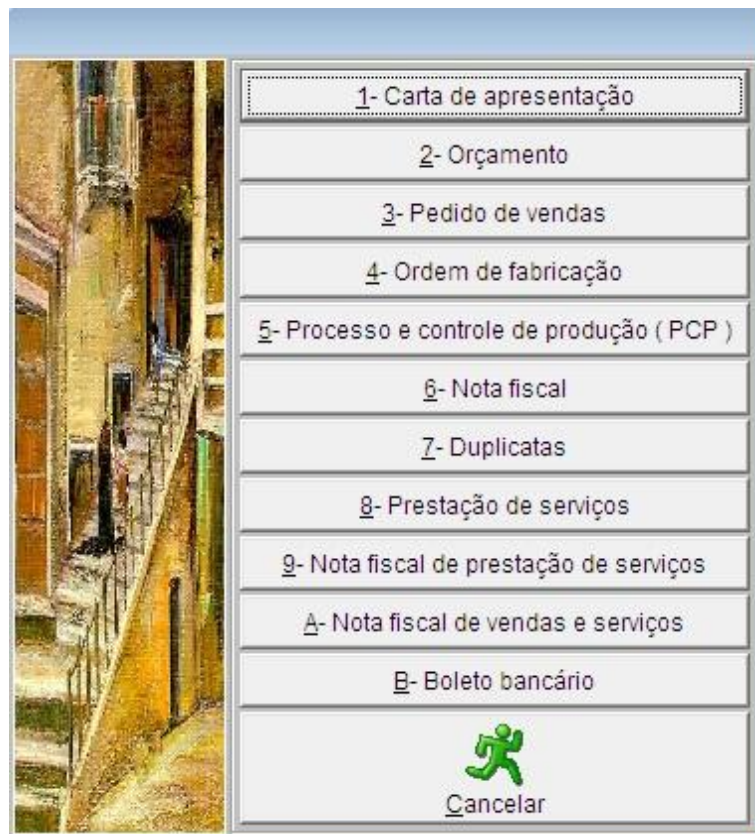 1- Carta de apresentação
2- Orçamento
3- Pedido de vendas
4- Ordem de fabricação
5- Processo e controle de produção ( PCP )
6- Nota fiscal
7- Duplicatas
8- Prestação de serviços
9- Nota fiscal de prestação de serviços
A- Nota fiscal de vendas e serviços
B- Boleto bancário
Cancelar